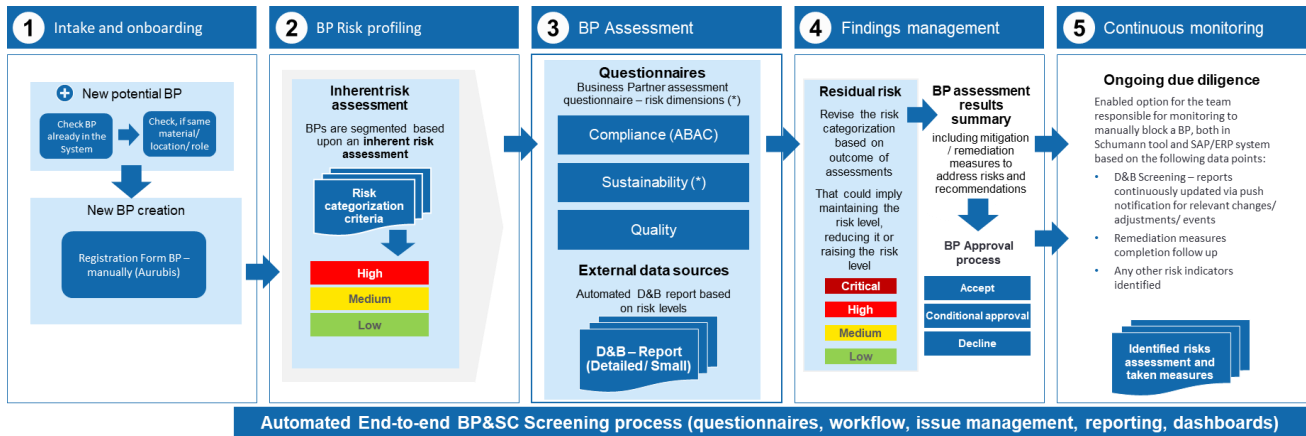 1 Intake and onboarding
New potential BP
Check BP
already in the
System
Check, if same
material/
location/ role
New BP creation
Registration Form BP –
manually (Aurubis)
2 BP Risk profiling
Inherent risk
assessment
BPs are segmented based
upon an inherent risk
assessment
Risk
categorization
criteria
High
Medium
Low
3 BP Assessment
Questionnaires
Business Partner assessment
questionnaire – risk dimensions (*)
Compliance (ABAC)
Sustainability (*)
Quality
External data sources
Automated D&B report based
on risk levels
D&B – Report
(Detailed/ Small)
4 Findings management
Residual risk
Revise the risk
categorization
based on
outcome of
assessments
That could imply
maintaining the
risk level,
reducing it or
raising the risk
level
Critical
High
Medium
Low
BP assessment
results
summary
including mitigation
/ remediation
measures to
address risks and
recommendations
BP Approval
process
Accept
Conditional approval
Decline
5 Continuous monitoring
Ongoing due diligence
Enabled option for the team
responsible for monitoring to
manually block a BP, both in
Schumann tool and SAP/ERP system
based on the following data points:
• D&B Screening – reports
continuously updated via push
notification for relevant changes/
adjustments/ events
• Remediation measures
completion follow up
• Any other risk indicators
identified
Identified risks
assessment and
taken measures
Automated End-to-end BP&SC Screening process (questionnaires, workflow, issue management, reporting, dashboards)